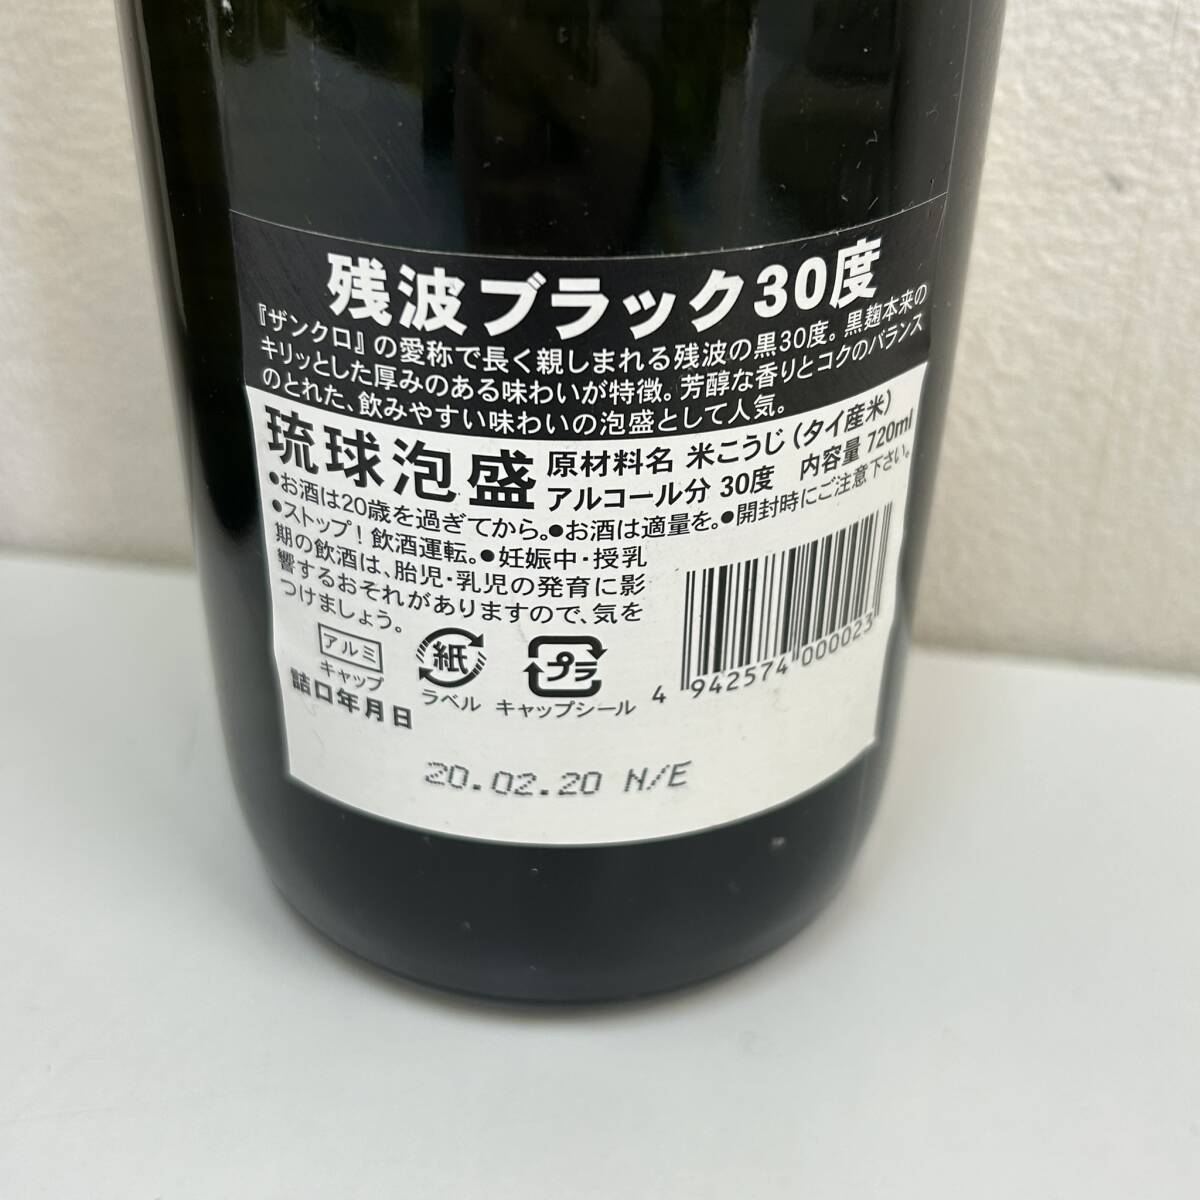 残波ブラック30度
『ザンクロ』の愛称で長く親しまれる残波の黒30度。黒麹本来の
キリッとした厚みのある味わいが特徴。芳醇な香りとコクのバランス
のとれた、飲みやすい味わいの泡盛として人気。
琉球泡盛
原材料名 米こうじ（タイ産米）
アルコール分 30度 内容量 720ml
●お酒は20歳を過ぎてから。●お酒は適量を。●開封時にご注意下さい。
●ストップ！飲酒運転。●妊娠中・授乳
期の飲酒は、胎児・乳児の発育に影
響するおそれがありますので、気を
つけましょう。
アルミ
キャップ
紙
ラベル
プラ
キャップシール
4 942574 000023
詰口年月日
20.02.20 N/E